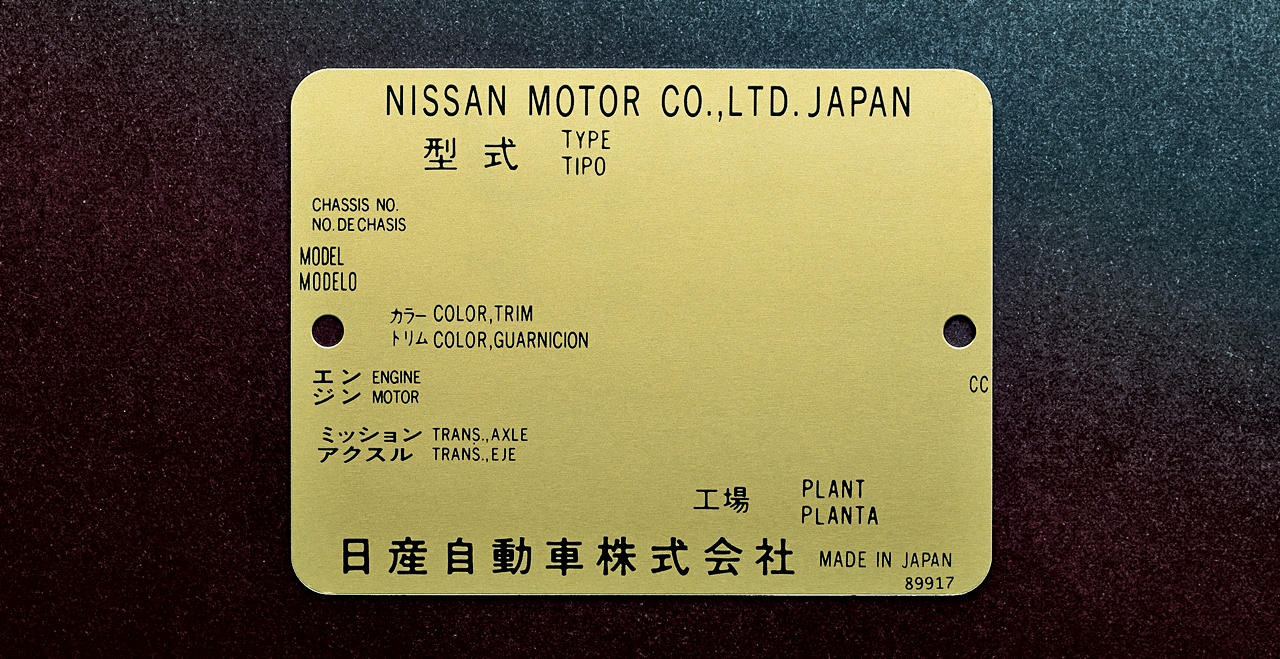 NISSAN MOTOR CO.,LTD. JAPAN
型式 TYPE
TIPO
CHASSIS NO.
NO. DE CHASIS
MODEL
MODELO
カラー COLOR,TRIM
トリム COLOR,GUARNICION
エン ENGINE
ジン MOTOR
CC
ミッション TRANS.,AXLE
アクスル TRANS.,EJE
工場 PLANT
PLANTA
日産自動車株式会社 MADE IN JAPAN
89917